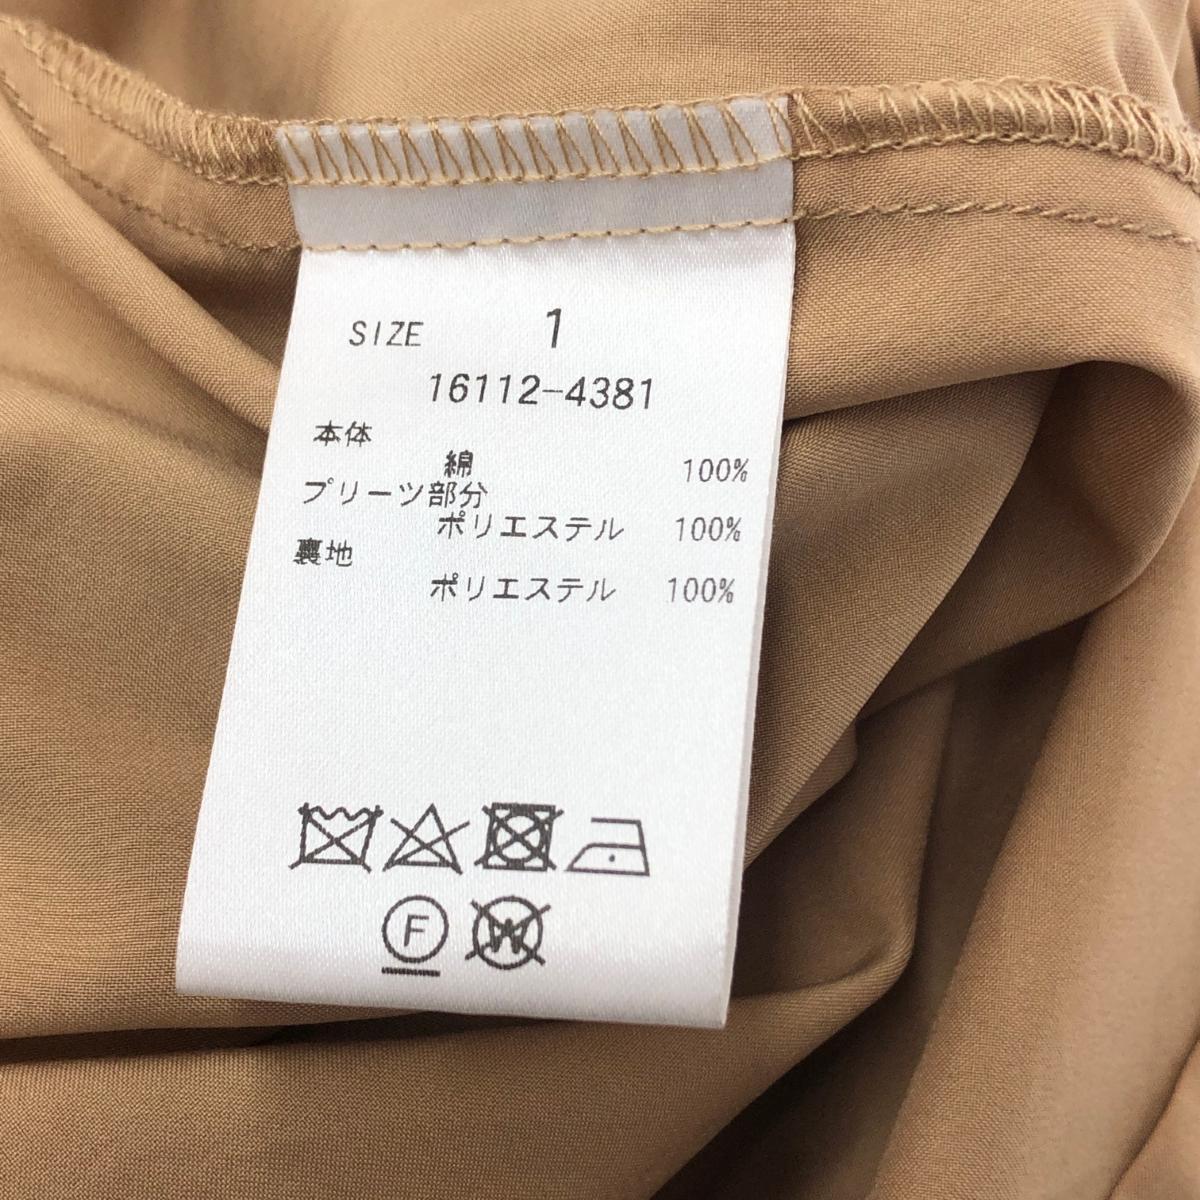 SIZE 1
16112-4381
本体
綿 100%
プリーツ部分
ポリエステル 100%
裏地
ポリエステル 100%
F W